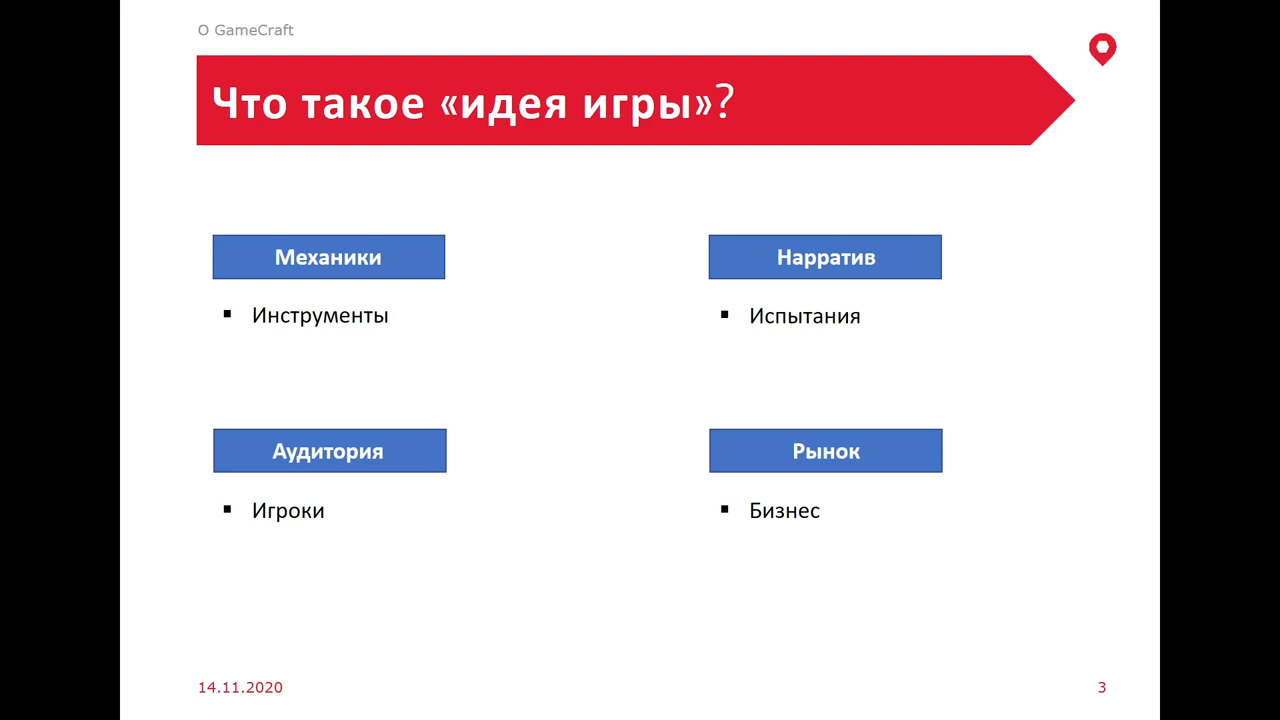 О GameCraft
Что такое «идея игры»?
Механики
▪ Инструменты
Нарратив
▪ Испытания
Аудитория
▪ Игроки
Рынок
▪ Бизнес
14.11.2020
3